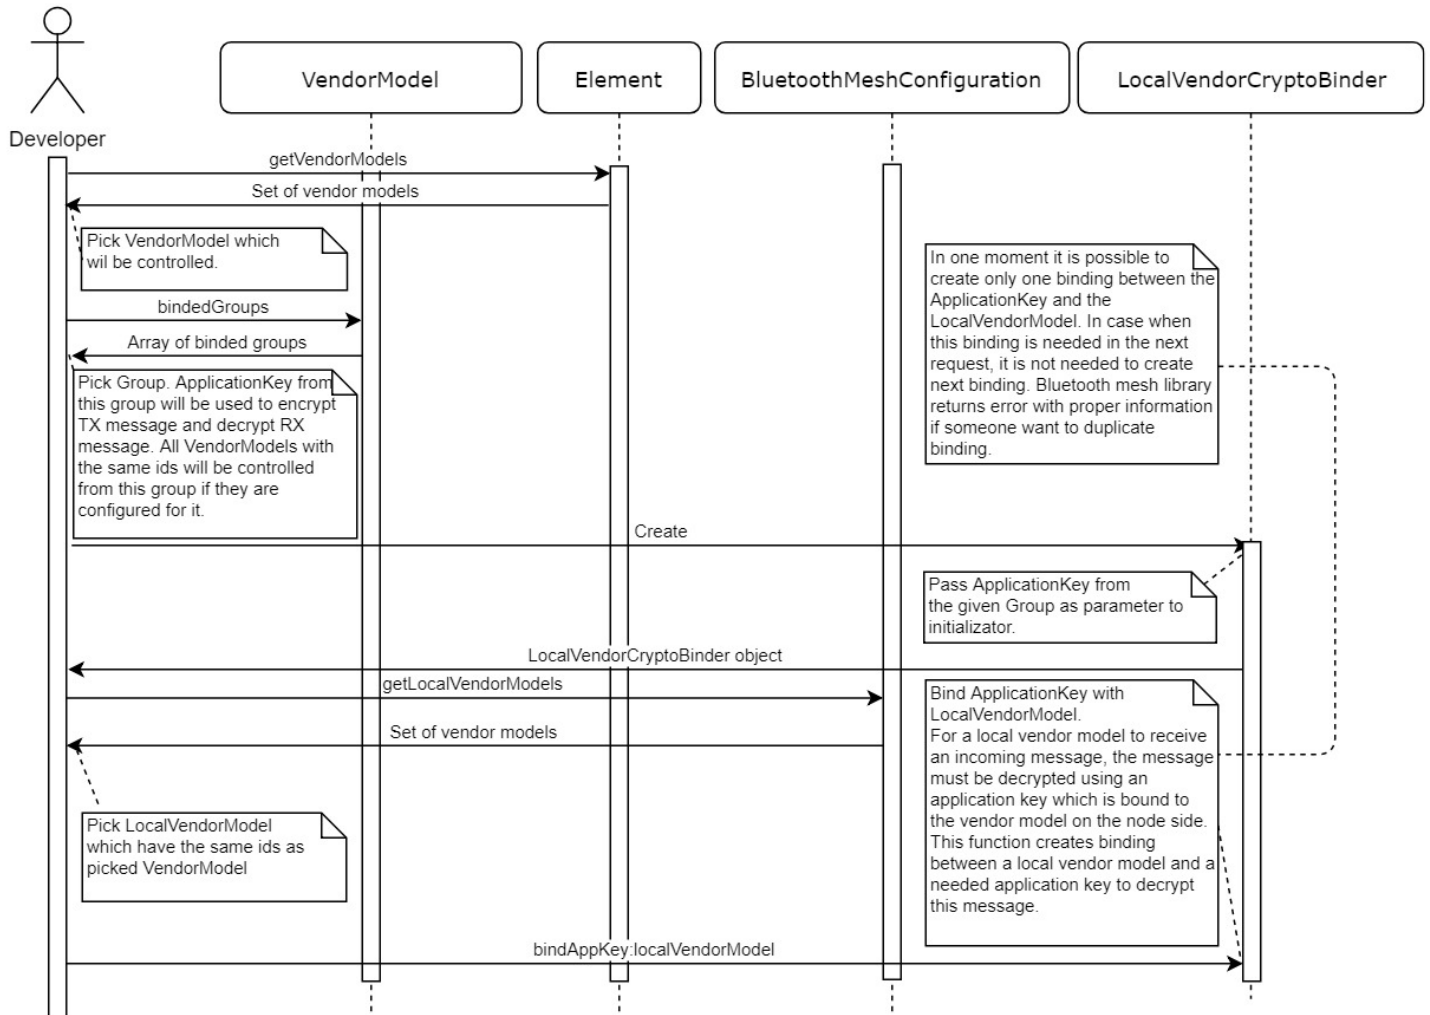 VendorModel
Element
BluetoothMeshConfiguration
LocalVendorCryptoBinder
Developer
getVendorModels
Set of vendor models
Pick VendorModel which
wil be controlled.
bindedGroups
Array of binded groups
Pick Group. ApplicationKey from
this group will be used to encrypt
TX message and decrypt RX
message. All VendorModels with
the same ids will be controlled
from this group if they are
configured for it.
In one moment it is possible to
create only one binding between the
ApplicationKey and the
LocalVendorModel. In case when
this binding is needed in the next
request, it is not needed to create
next binding. Bluetooth mesh library
returns error with proper information
if someone want to duplicate
binding.
Create
Pass ApplicationKey from
the given Group as parameter to
initializator.
LocalVendorCryptoBinder object
getLocalVendorModels
Set of vendor models
Pick LocalVendorModel
which have the same ids as
picked VendorModel
Bind ApplicationKey with
LocalVendorModel.
For a local vendor model to receive
an incoming message, the message
must be decrypted using an
application key which is bound to
the vendor model on the node side.
This function creates binding
between a local vendor model and a
needed application key to decrypt
this message.
bindAppKey:localVendorModel